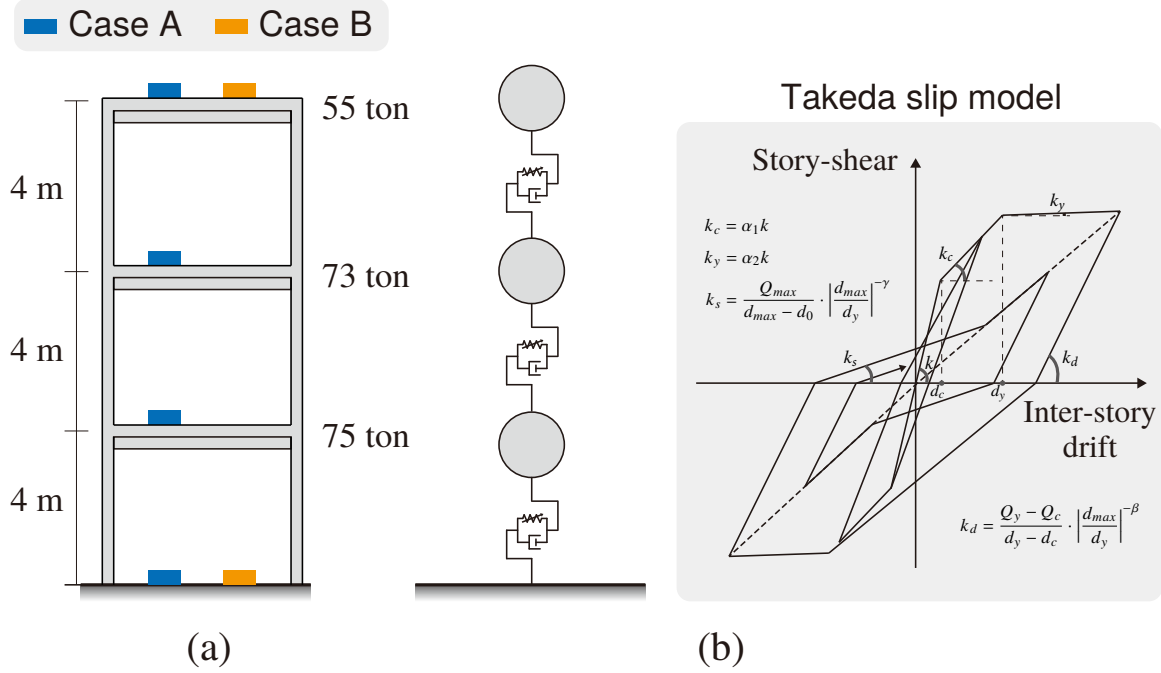 Case A Case B
55 ton
4 m
73 ton
4 m
75 ton
4 m
(a)
Takeda slip model
Story-shear
k_y
k_c = α_1 k
k_c
k_y = α_2 k
k_s = Q_max / (d_max − d_0) · |d_max / d_y|^−γ
k_s
k
k_d
d_c
d_y
Inter-story
drift
k_d = (Q_y − Q_c) / (d_y − d_c) · |d_max / d_y|^−β
(b)